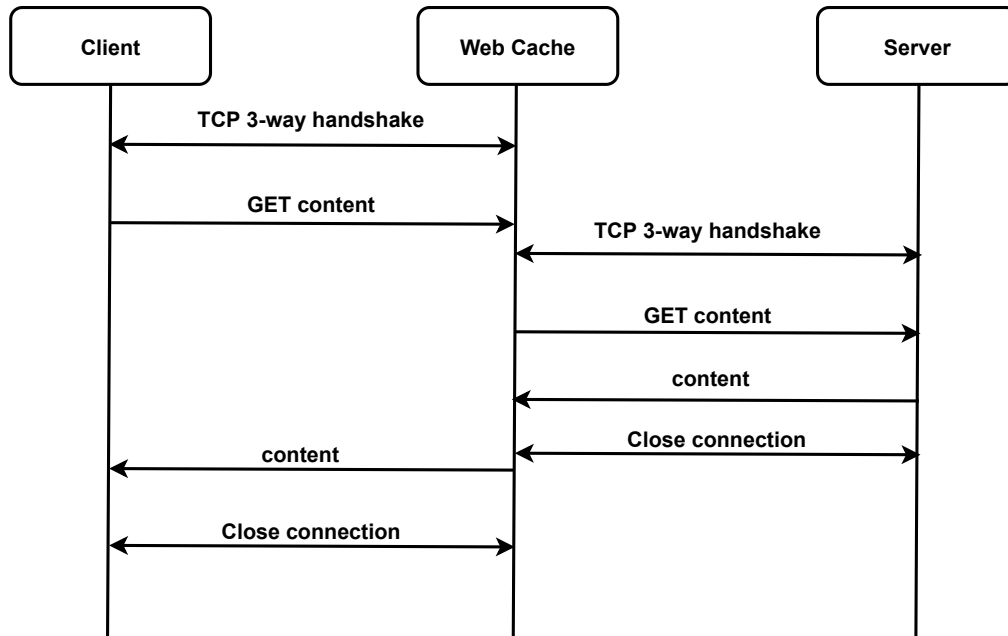 Client
Web Cache
Server
TCP 3-way handshake
GET content
TCP 3-way handshake
GET content
content
Close connection
content
Close connection